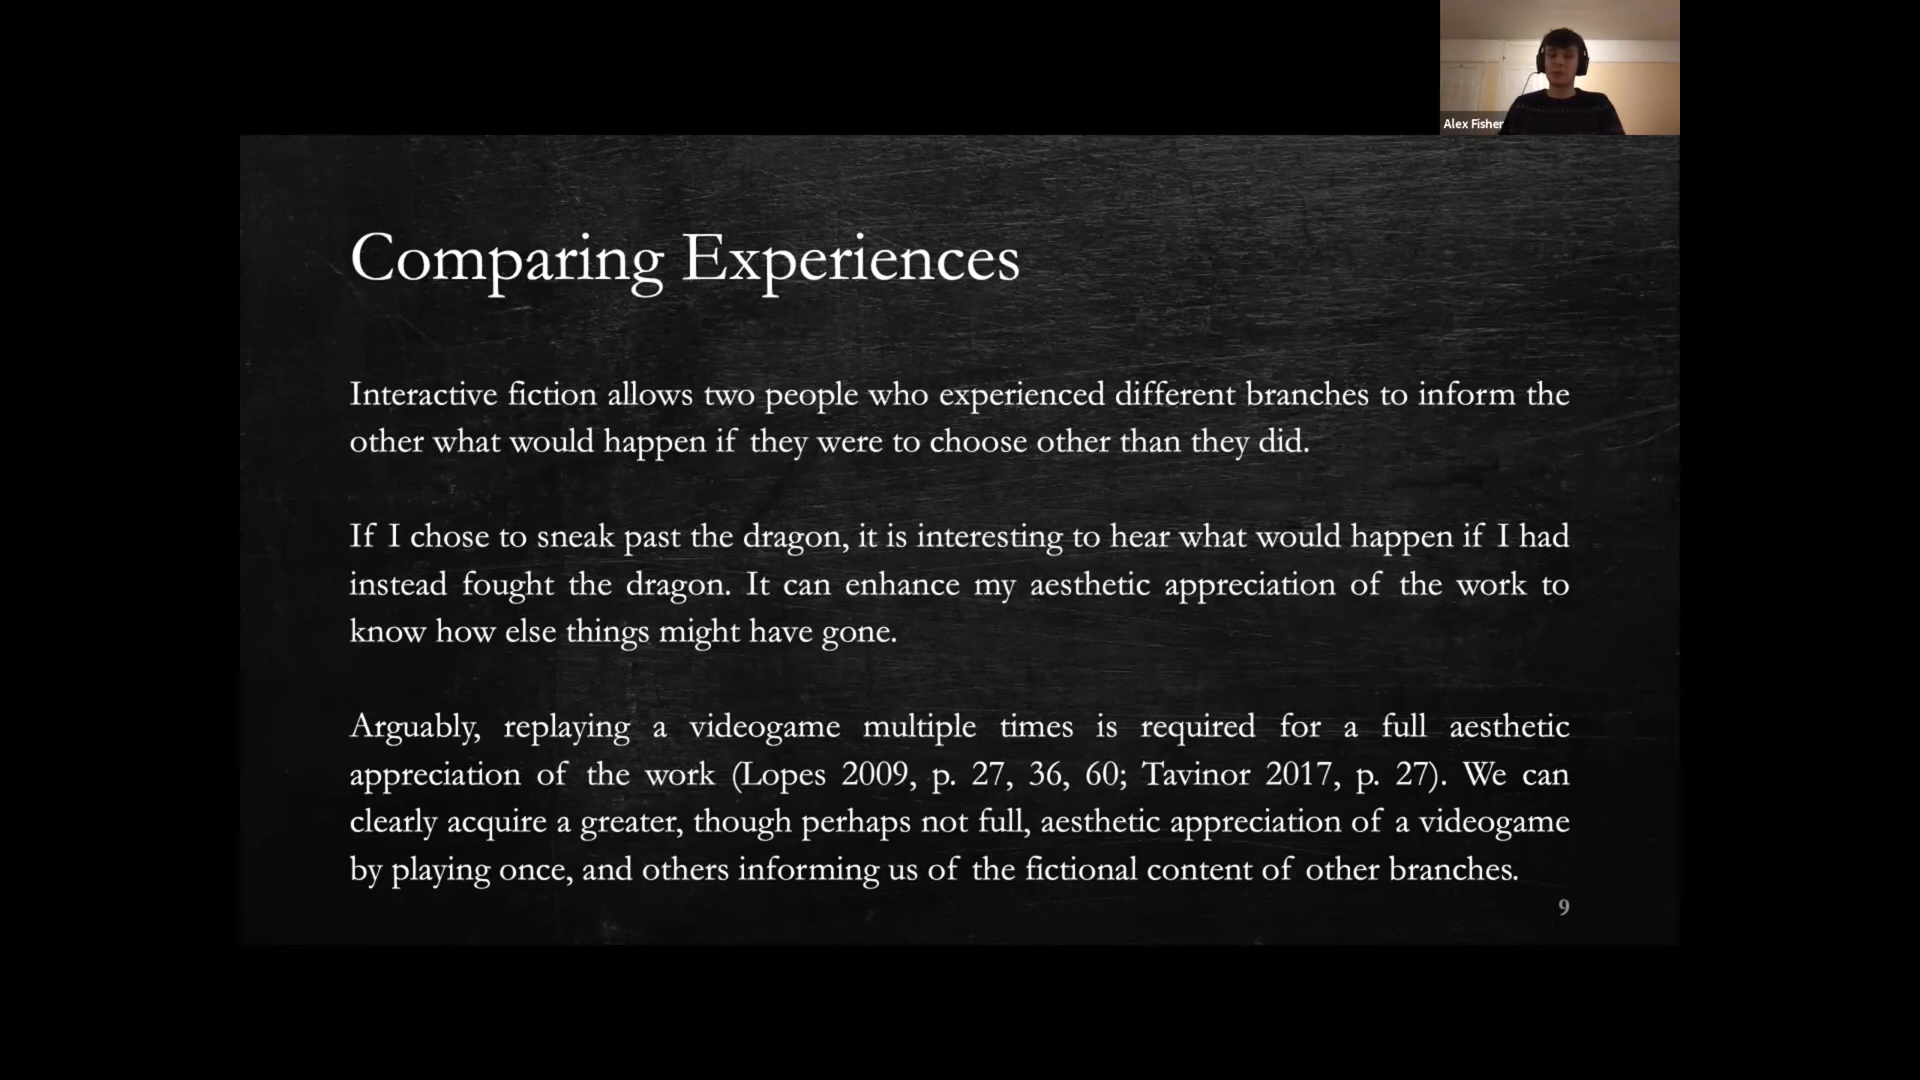 Alex Fisher
Comparing Experiences
Interactive fiction allows two people who experienced different branches to inform the
other what would happen if they were to choose other than they did.
If I chose to sneak past the dragon, it is interesting to hear what would happen if I had
instead fought the dragon. It can enhance my aesthetic appreciation of the work to
know how else things might have gone.
Arguably, replaying a videogame multiple times is required for a full aesthetic
appreciation of the work (Lopes 2009, p. 27, 36, 60; Tavinor 2017, p. 27). We can
clearly acquire a greater, though perhaps not full, aesthetic appreciation of a videogame
by playing once, and others informing us of the fictional content of other branches.
9